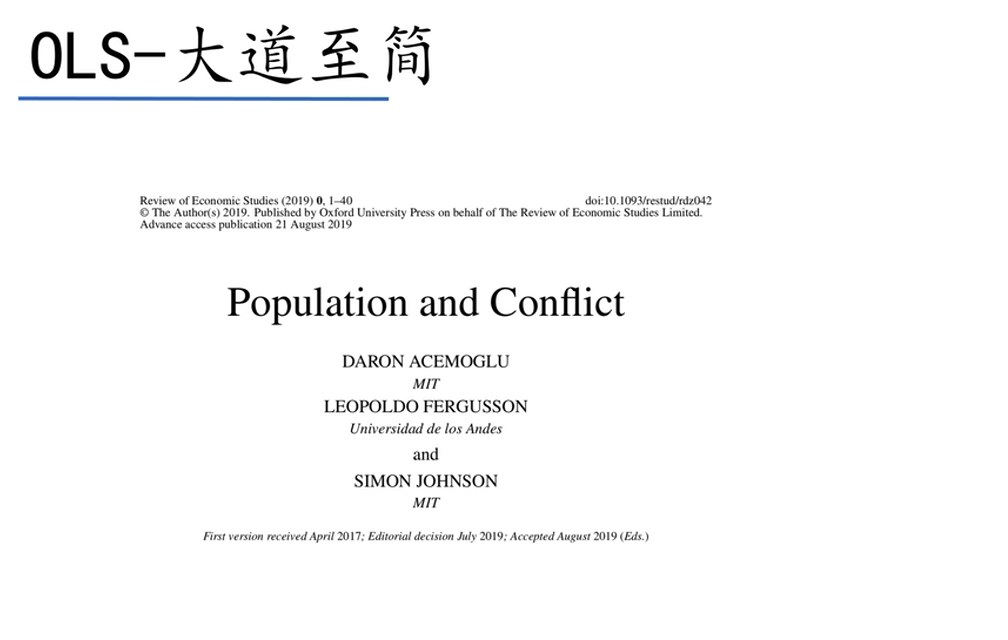 OLS-大道至简
Review of Economic Studies (2019) 0, 1–40 doi:10.1093/restud/rdz042
© The Author(s) 2019. Published by Oxford University Press on behalf of The Review of Economic Studies Limited.
Advance access publication 21 August 2019
Population and Conflict
DARON ACEMOGLU
MIT
LEOPOLDO FERGUSSON
Universidad de los Andes
and
SIMON JOHNSON
MIT
First version received April 2017; Editorial decision July 2019; Accepted August 2019 (Eds.)